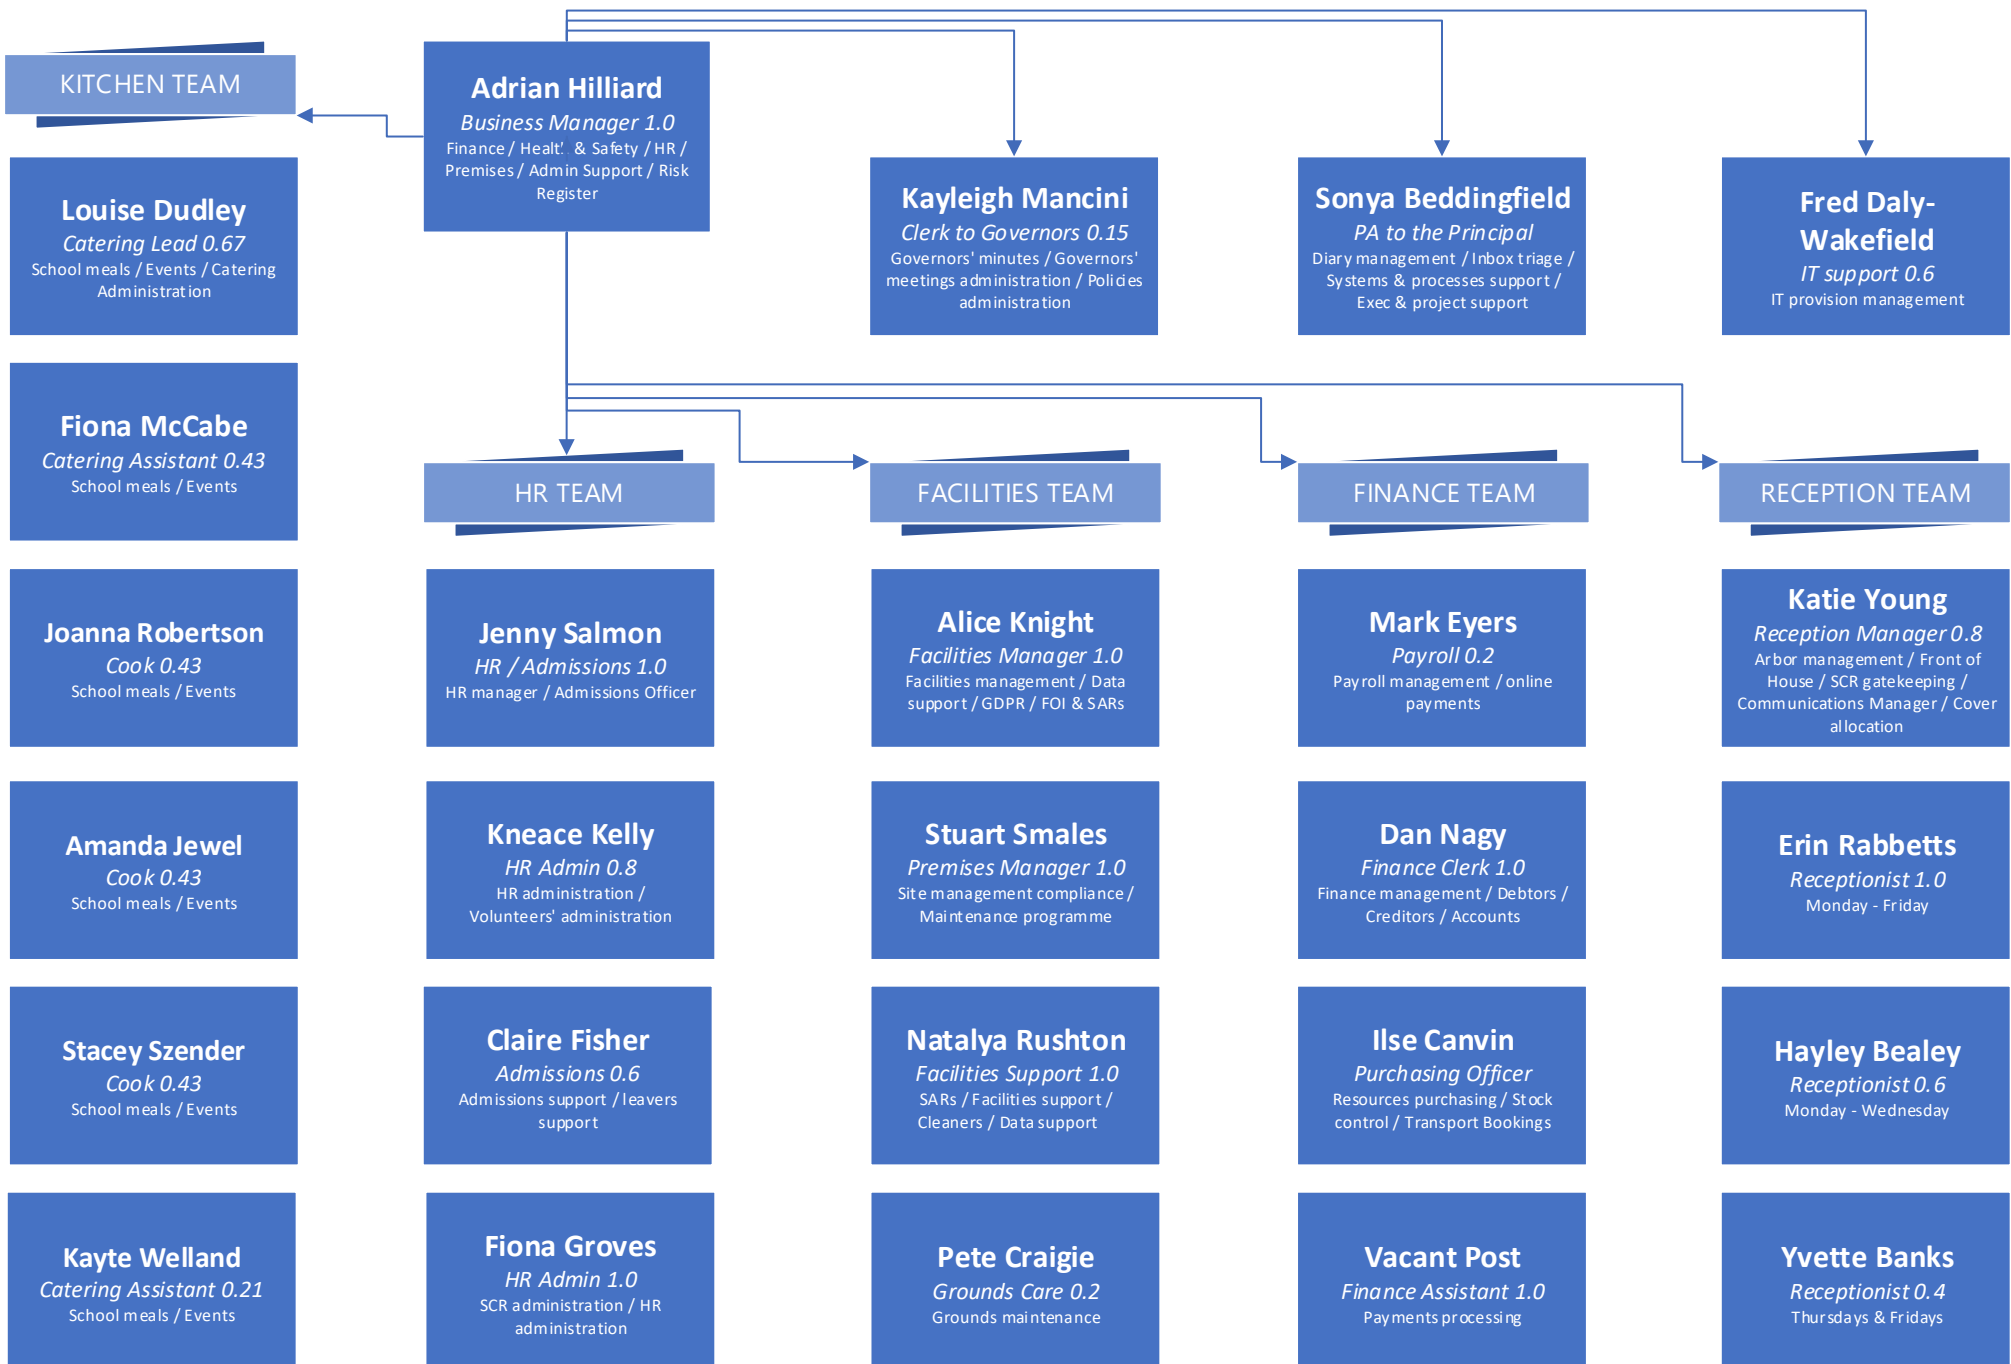 KITCHEN TEAM
Louise Dudley
Catering Lead 0.67
School meals / Events / Catering
Administration
Fiona McCabe
Catering Assistant 0.43
School meals / Events
Joanna Robertson
Cook 0.43
School meals / Events
Amanda Jewel
Cook 0.43
School meals / Events
Stacey Szender
Cook 0.43
School meals / Events
Kayte Welland
Catering Assistant 0.21
School meals / Events
Adrian Hilliard
Business Manager 1.0
Finance / Health & Safety / HR /
Premises / Admin Support / Risk
Register
Kayleigh Mancini
Clerk to Governors 0.15
Governors' minutes / Governors'
meetings administration / Policies
administration
Sonya Beddingfield
PA to the Principal
Diary management / Inbox triage /
Systems & processes support /
Exec & project support
Fred Daly-
Wakefield
IT support 0.6
IT provision management
HR TEAM
Jenny Salmon
HR / Admissions 1.0
HR manager / Admissions Officer
Kneace Kelly
HR Admin 0.8
HR administration /
Volunteers' administration
Claire Fisher
Admissions 0.6
Admissions support / leavers
support
Fiona Groves
HR Admin 1.0
SCR administration / HR
administration
FACILITIES TEAM
Alice Knight
Facilities Manager 1.0
Facilities management / Data
support / GDPR / FOI & SARs
Stuart Smales
Premises Manager 1.0
Site management compliance /
Maintenance programme
Natalya Rushton
Facilities Support 1.0
SARs / Facilities support /
Cleaners / Data support
Pete Craigie
Grounds Care 0.2
Grounds maintenance
FINANCE TEAM
Mark Eyers
Payroll 0.2
Payroll management / online
payments
Dan Nagy
Finance Clerk 1.0
Finance management / Debtors /
Creditors / Accounts
Ilse Canvin
Purchasing Officer
Resources purchasing / Stock
control / Transport Bookings
Vacant Post
Finance Assistant 1.0
Payments processing
RECEPTION TEAM
Katie Young
Reception Manager 0.8
Arbor management / Front of
House / SCR gatekeeping /
Communications Manager / Cover
allocation
Erin Rabbetts
Receptionist 1.0
Monday - Friday
Hayley Bealey
Receptionist 0.6
Monday - Wednesday
Yvette Banks
Receptionist 0.4
Thursdays & Fridays